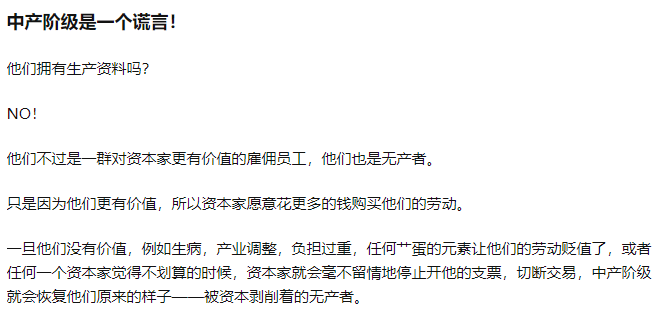 中产阶级是一个谎言！
他们拥有生产资料吗？
NO！
他们不过是一群对资本家更有价值的雇佣员工，他们也是无产者。
只是因为他们更有价值，所以资本家愿意花更多的钱购买他们的劳动。
一旦他们没有价值，例如生病，产业调整，负担过重，任何艹蛋的元素让他们的劳动贬值了，或者
任何一个资本家觉得不划算的时候，资本家就会毫不留情地停止开他的支票，切断交易，中产阶级
就会恢复他们原来的样子——被资本剥削着的无产者。